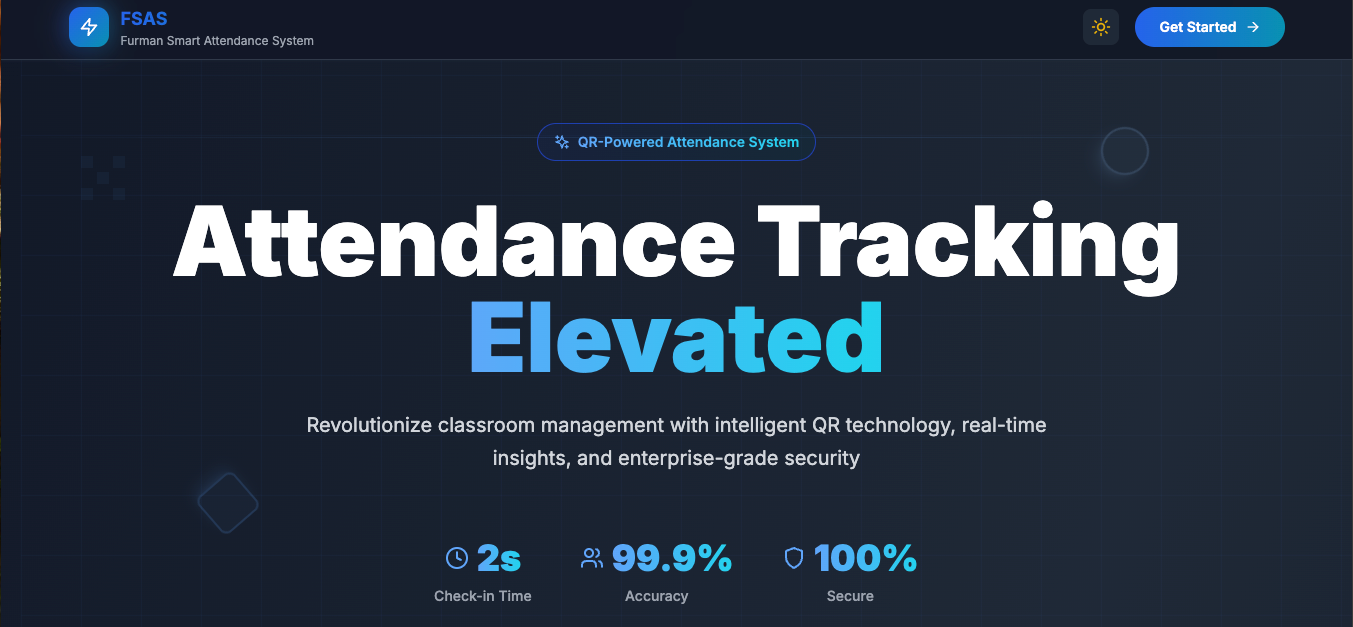 FSAS
Furman Smart Attendance System
Get Started
QR-Powered Attendance System
Attendance Tracking
Elevated
Revolutionize classroom management with intelligent QR technology, real-time
insights, and enterprise-grade security
2s
Check-in Time
99.9%
Accuracy
100%
Secure